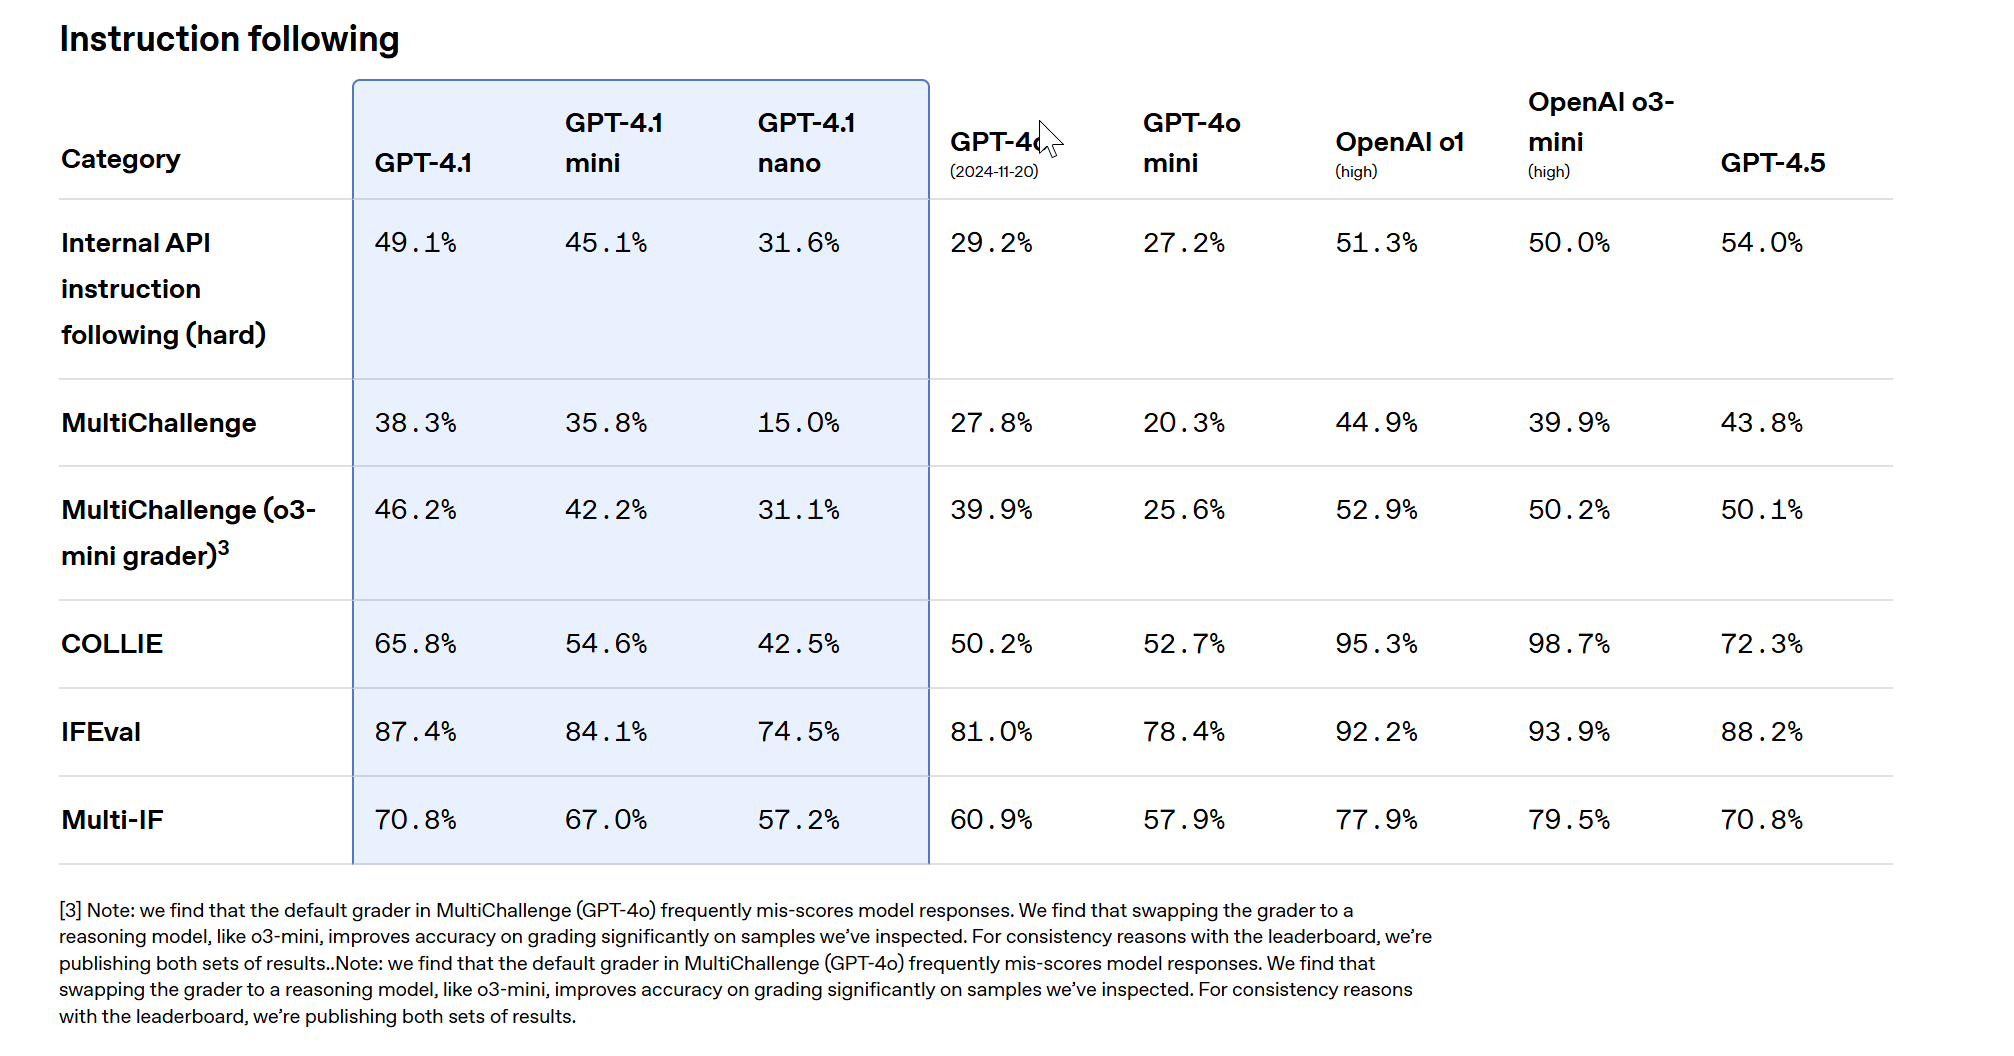 Instruction following
Category GPT-4.1 GPT-4.1 mini GPT-4.1 nano GPT-4o (2024-11-20) GPT-4o mini OpenAI o1 (high) OpenAI o3-mini (high) GPT-4.5
Internal API instruction following (hard) 49.1% 45.1% 31.6% 29.2% 27.2% 51.3% 50.0% 54.0%
MultiChallenge 38.3% 35.8% 15.0% 27.8% 20.3% 44.9% 39.9% 43.8%
MultiChallenge (o3-mini grader)3 46.2% 42.2% 31.1% 39.9% 25.6% 52.9% 50.2% 50.1%
COLLIE 65.8% 54.6% 42.5% 50.2% 52.7% 95.3% 98.7% 72.3%
IFEval 87.4% 84.1% 74.5% 81.0% 78.4% 92.2% 93.9% 88.2%
Multi-IF 70.8% 67.0% 57.2% 60.9% 57.9% 77.9% 79.5% 70.8%
[3] Note: we find that the default grader in MultiChallenge (GPT-4o) frequently mis-scores model responses. We find that swapping the grader to a
reasoning model, like o3-mini, improves accuracy on grading significantly on samples we've inspected. For consistency reasons with the leaderboard, we're
publishing both sets of results..Note: we find that the default grader in MultiChallenge (GPT-4o) frequently mis-scores model responses. We find that
swapping the grader to a reasoning model, like o3-mini, improves accuracy on grading significantly on samples we've inspected. For consistency reasons
with the leaderboard, we're publishing both sets of results.